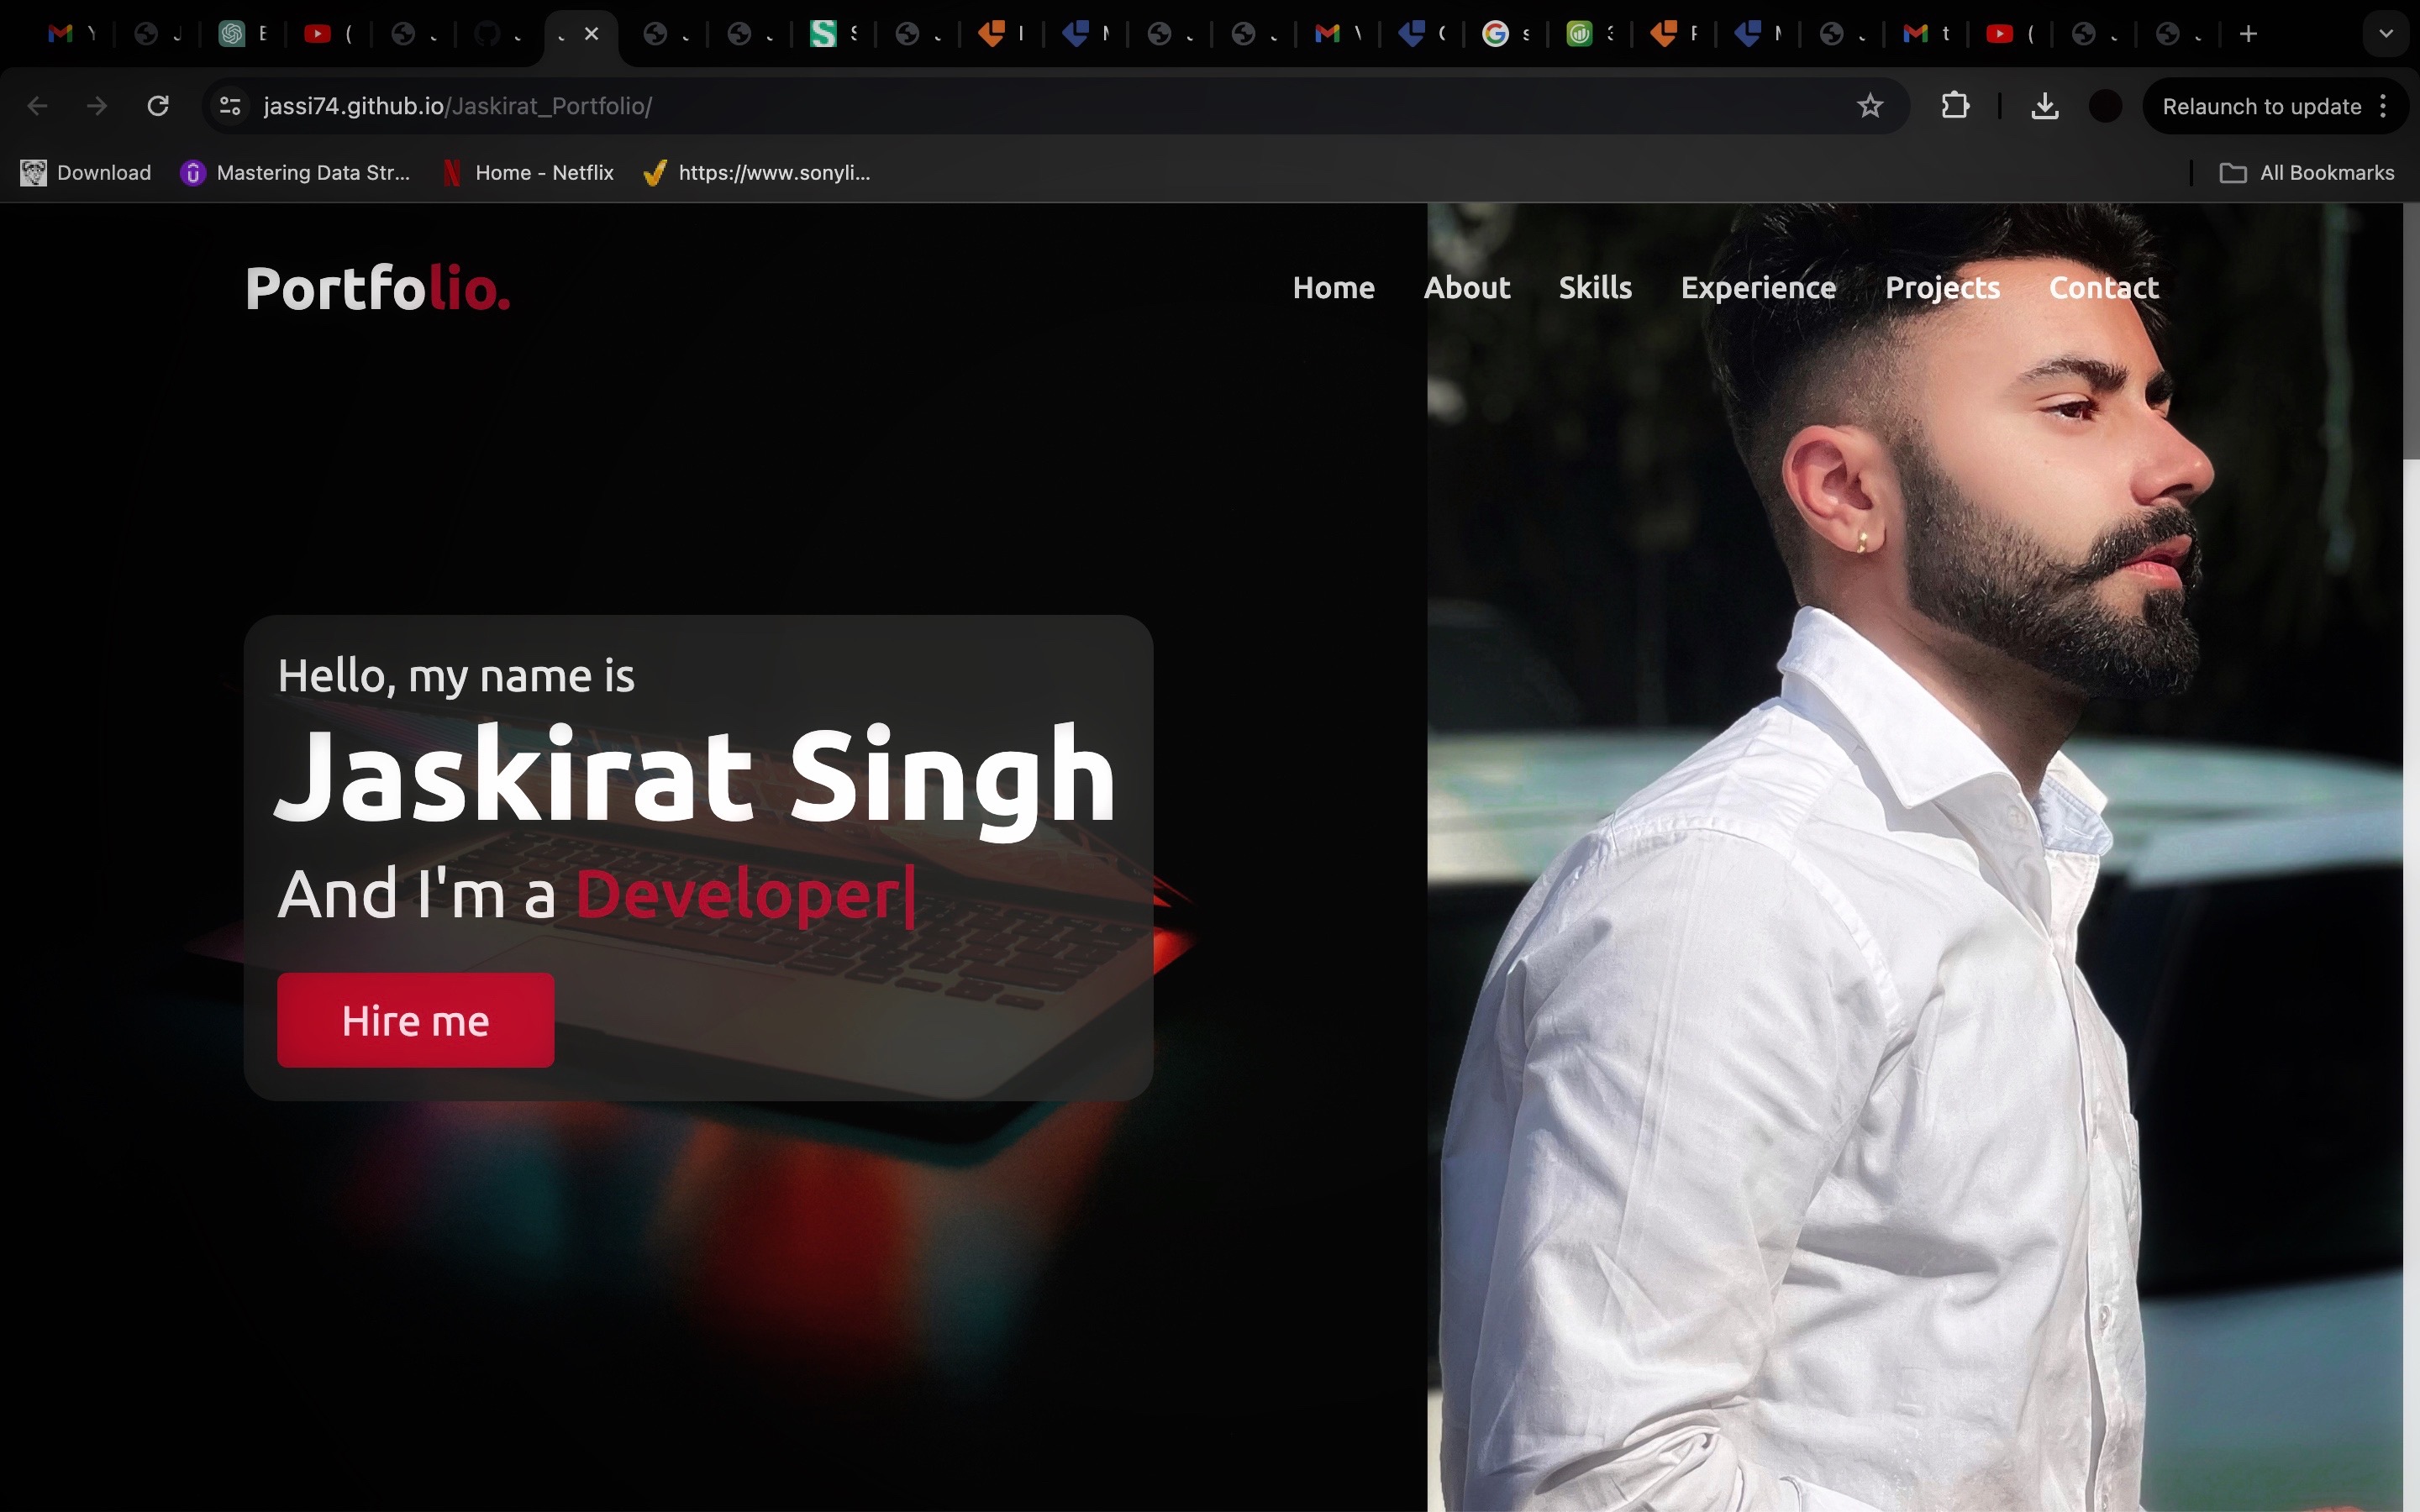 jassi74.github.io/Jaskirat_Portfolio/
Relaunch to update
Download Mastering Data Str... Home - Netflix https://www.sonyli... All Bookmarks
Portfolio. Home About Skills Experience Projects Contact
Hello, my name is
Jaskirat Singh
And I'm a Developer
Hire me